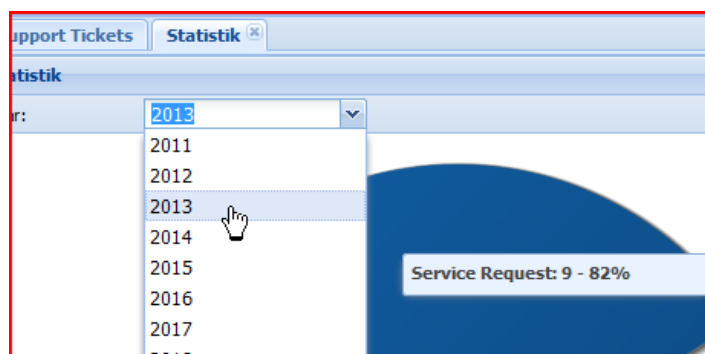 upport Tickets Statistik
atistik
r: 2013
2011
2012
2013
2014
2015
Service Request: 9 - 82%
2016
2017